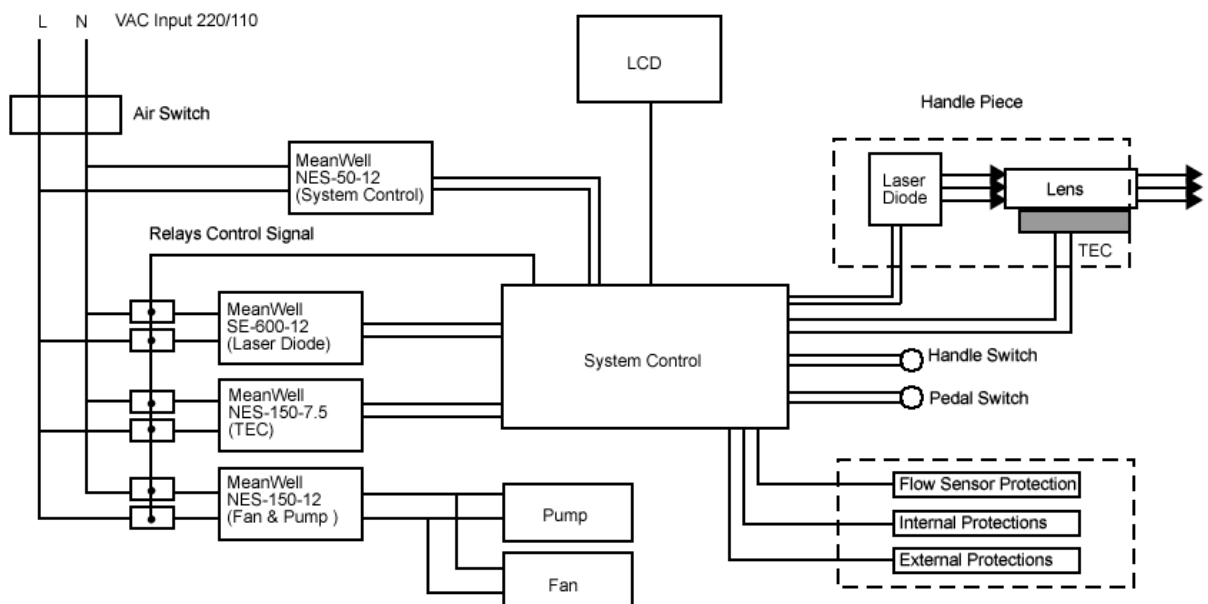 L N VAC Input 220/110
LCD
Air Switch
Handle Piece
MeanWell
NES-50-12
(System Control)
Laser
Diode
Lens
TEC
Relays Control Signal
MeanWell
SE-600-12
(Laser Diode)
System Control
Handle Switch
Pedal Switch
MeanWell
NES-150-7.5
(TEC)
MeanWell
NES-150-12
(Fan & Pump )
Pump
Fan
Flow Sensor Protection
Internal Protections
External Protections